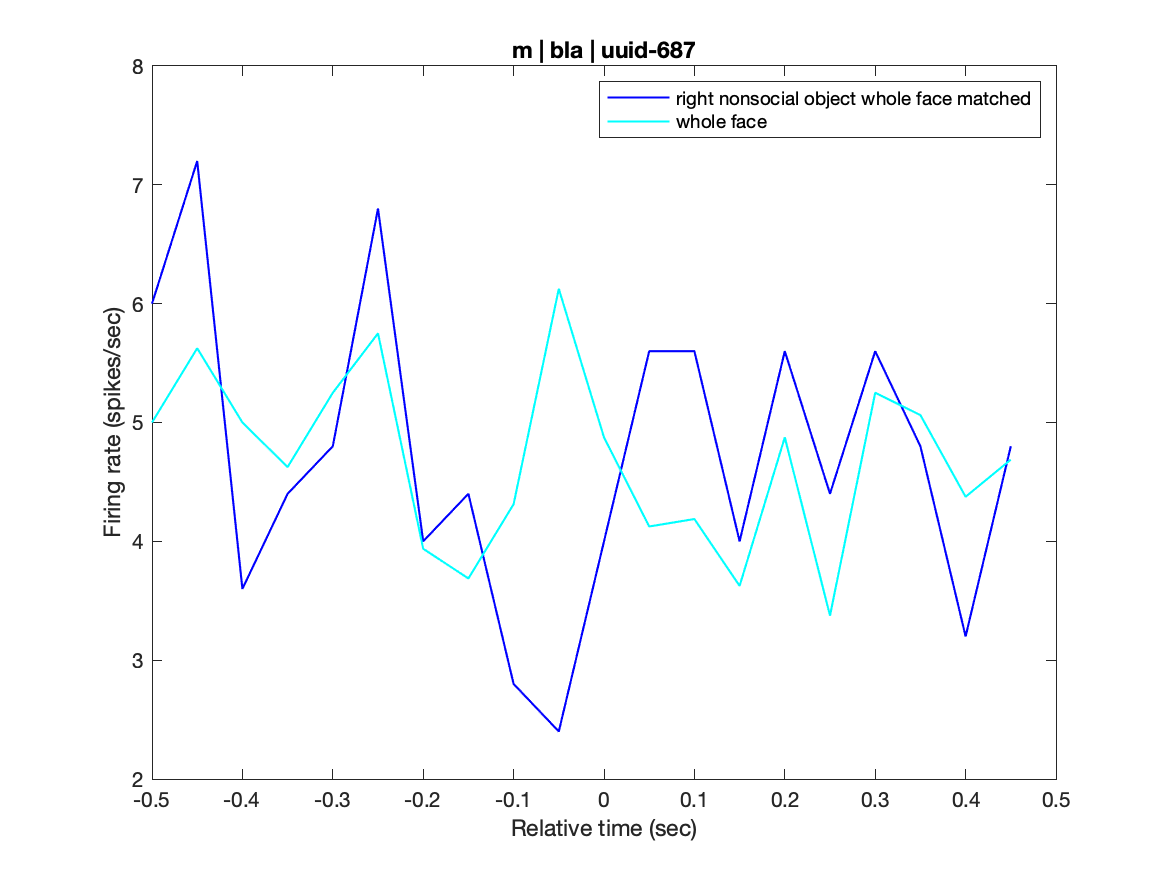 m | bla | uuid-687
right nonsocial object whole face matched
whole face
8
7
6
5
4
3
2
Firing rate (spikes/sec)
-0.5 -0.4 -0.3 -0.2 -0.1 0 0.1 0.2 0.3 0.4 0.5
Relative time (sec)